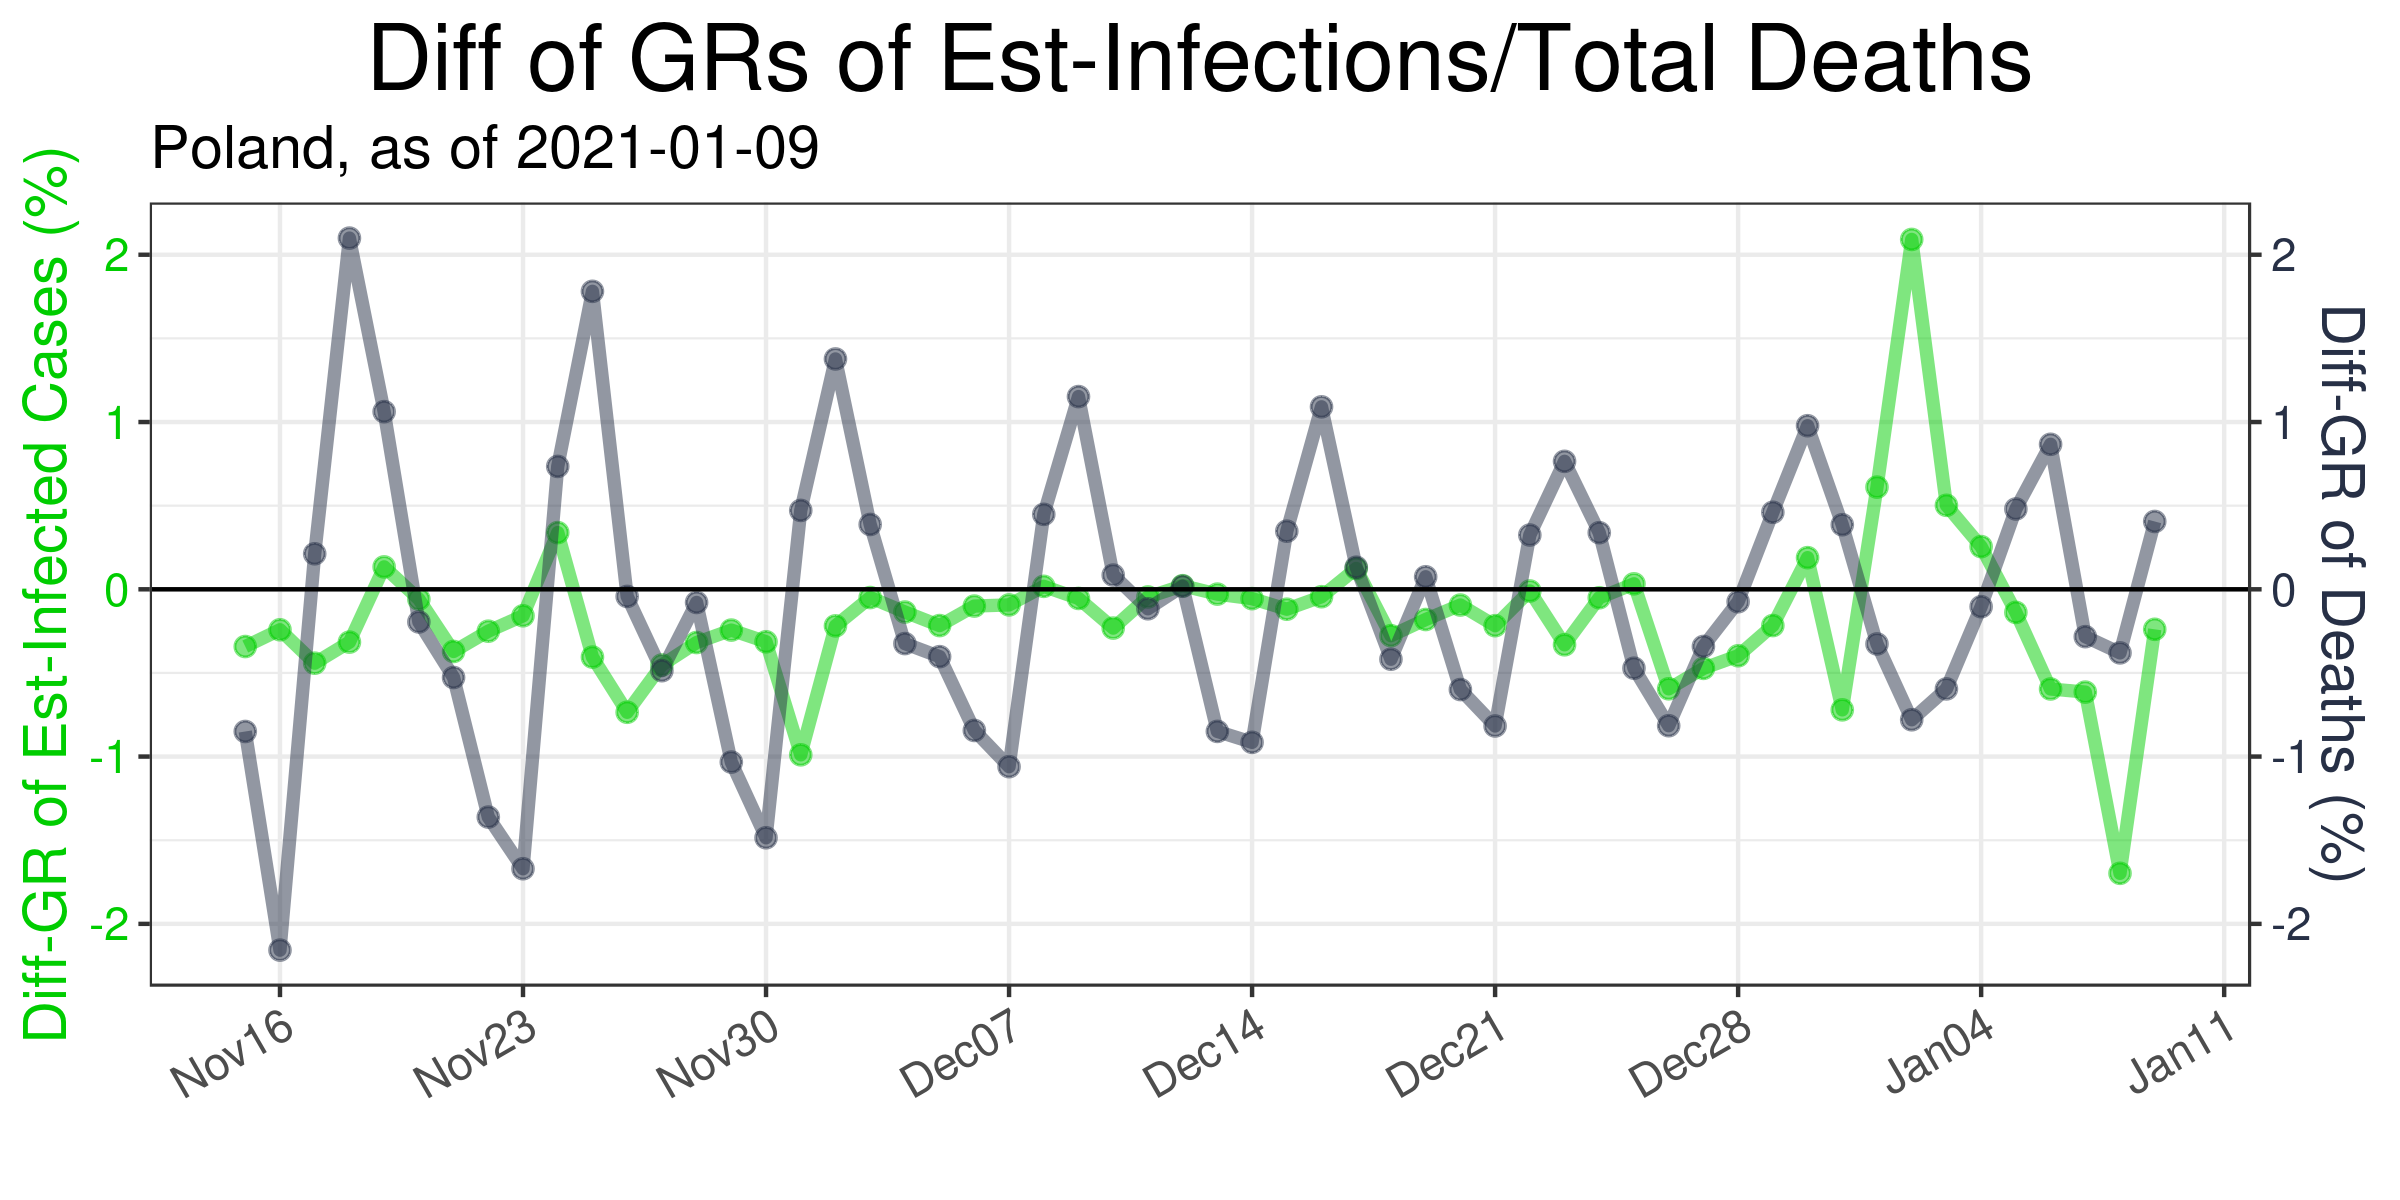 Diff of GRs of Est-Infections/Total Deaths
Poland, as of 2021-01-09
Diff-GR of Est-Infected Cases (%)
2
1
0
-1
-2
2
1
0
-1
-2
Diff-GR of Deaths (%)
Nov16
Nov23
Nov30
Dec07
Dec14
Dec21
Dec28
Jan04
Jan11